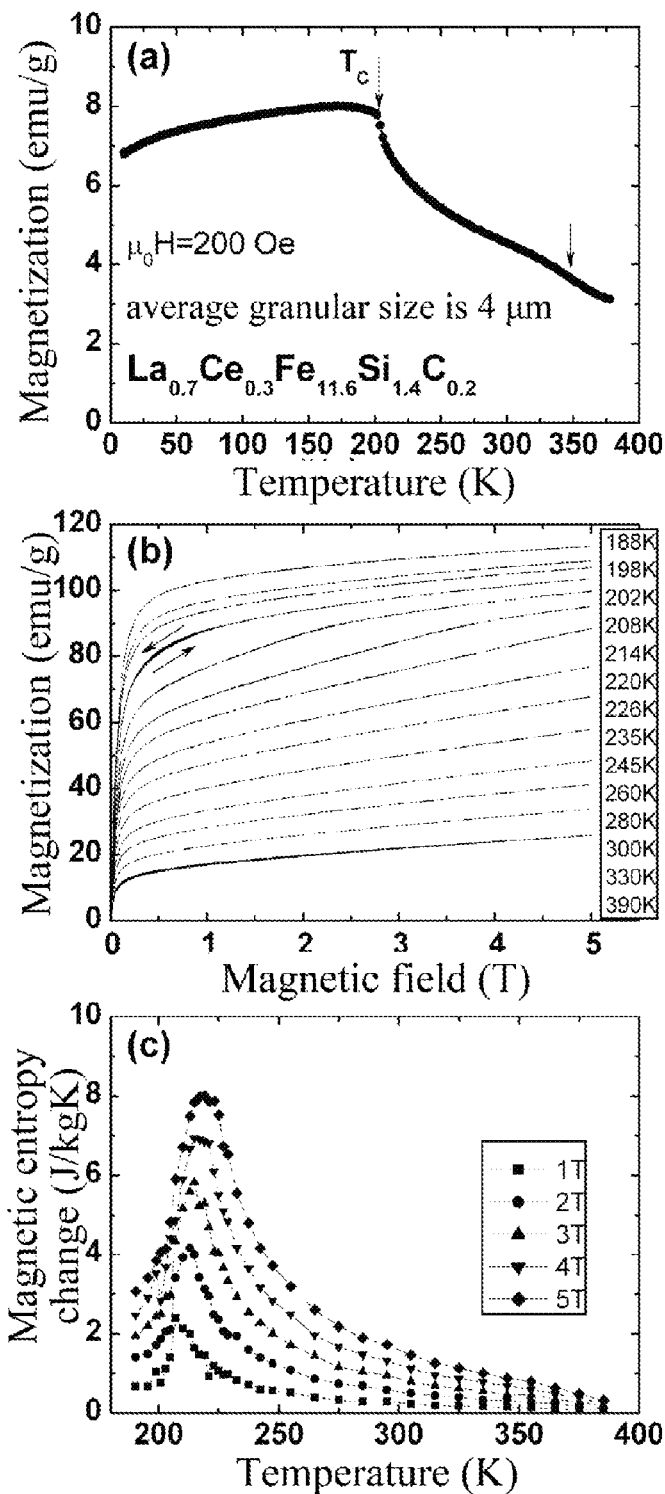 (a)
T_c
μ₀H=200 Oe
average granular size is 4 μm
La₀.₇Ce₀.₃Fe₁₁.₆Si₁.₄C₀.₂
Magnetization (emu/g)
10
8
6
4
2
0
0 50 100 150 200 250 300 350 400
Temperature (K)
(b)
Magnetization (emu/g)
120
100
80
60
40
20
0
188K
198K
202K
208K
214K
220K
226K
235K
245K
260K
280K
300K
330K
390K
0 1 2 3 4 5
Magnetic field (T)
(c)
Magnetic entropy
change (J/kgK)
10
8
6
4
2
0
1T
2T
3T
4T
5T
200 250 300 350 400
Temperature (K)